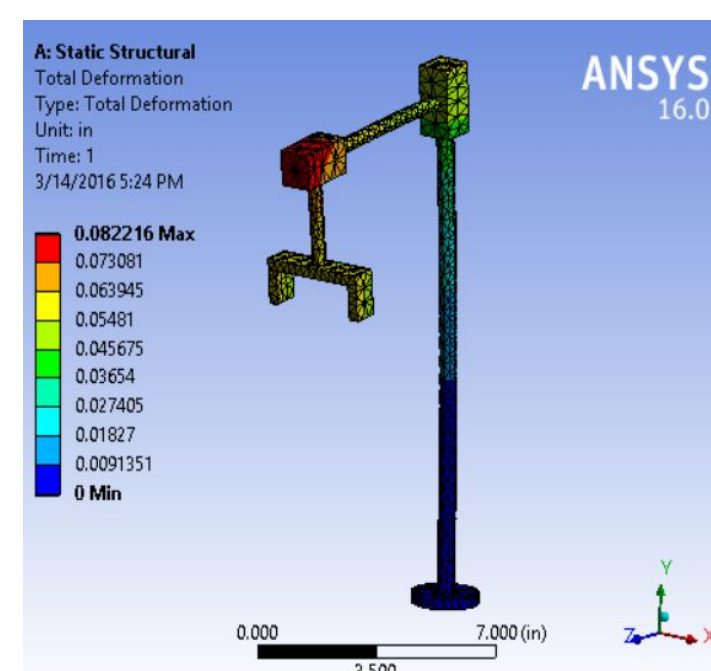 A: Static Structural
Total Deformation
Type: Total Deformation
Unit: in
Time: 1
3/14/2016 5:24 PM
ANSYS
16.0
0.082216 Max
0.073081
0.063945
0.05481
0.045675
0.03654
0.027405
0.01827
0.0091351
0 Min
0.000
7.000 (in)
3.500
Y
Z
X